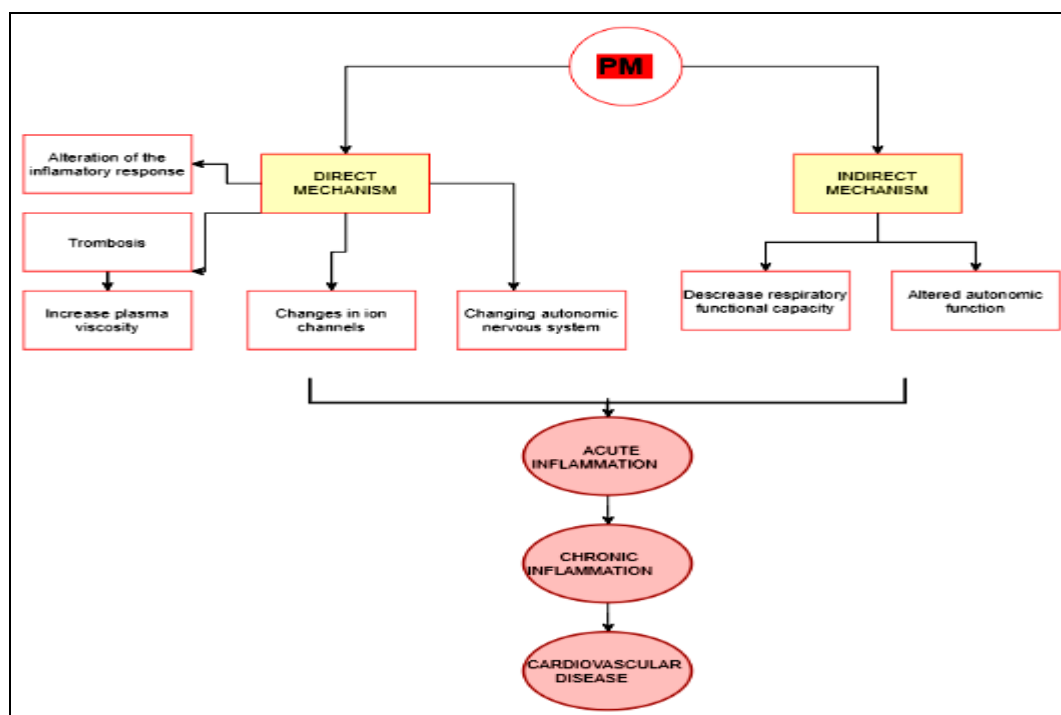 PM
Alteration of the
inflamatory response
DIRECT
MECHANISM
INDIRECT
MECHANISM
Trombosis
Increase plasma
viscosity
Changes in ion
channels
Changing autonomic
nervous system
Descrease respiratory
functional capacity
Altered autonomic
function
ACUTE
INFLAMMATION
CHRONIC
INFLAMMATION
CARDIOVASCULAR
DISEASE